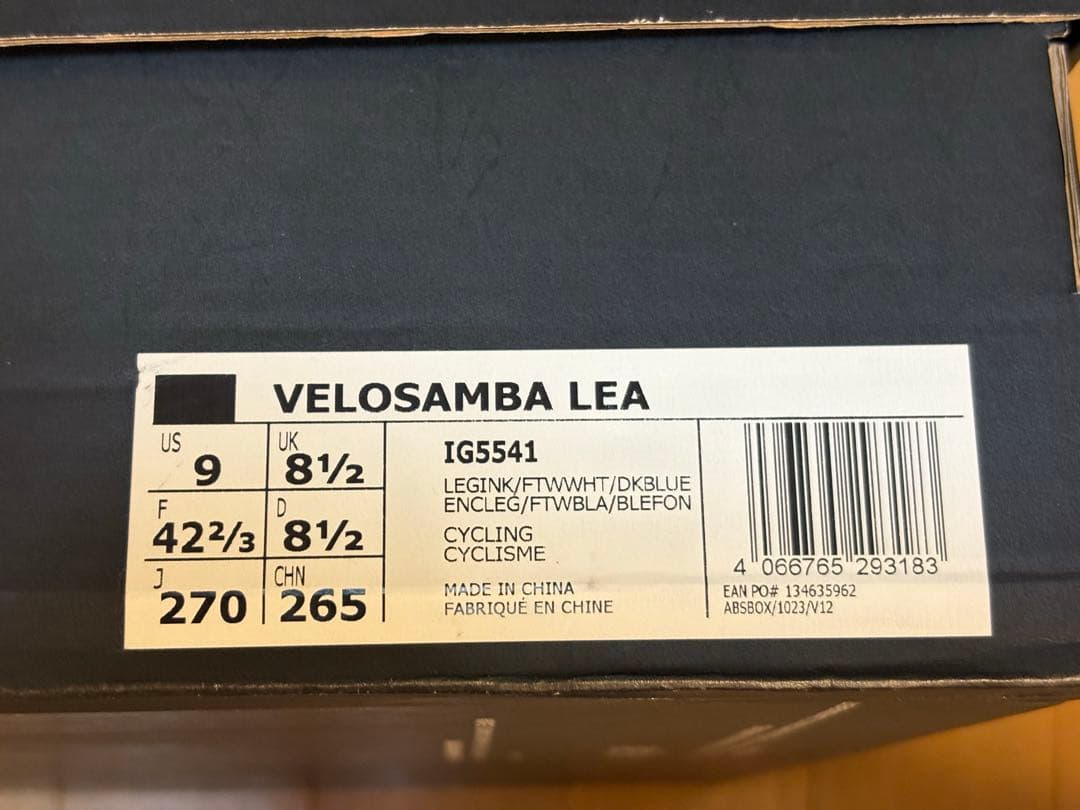 VELOSAMBA LEA
US 9
UK 8½
F 42⅔
D 8½
J 270
CHN 265
IG5541
LEGINK/FTWWHT/DKBLUE
ENCLEG/FTWBLA/BLEFON
CYCLING
CYCLISME
MADE IN CHINA
FABRIQUÉ EN CHINE
4 066765 293183
EAN PO# 134635962
ABSBOX/1023/V12